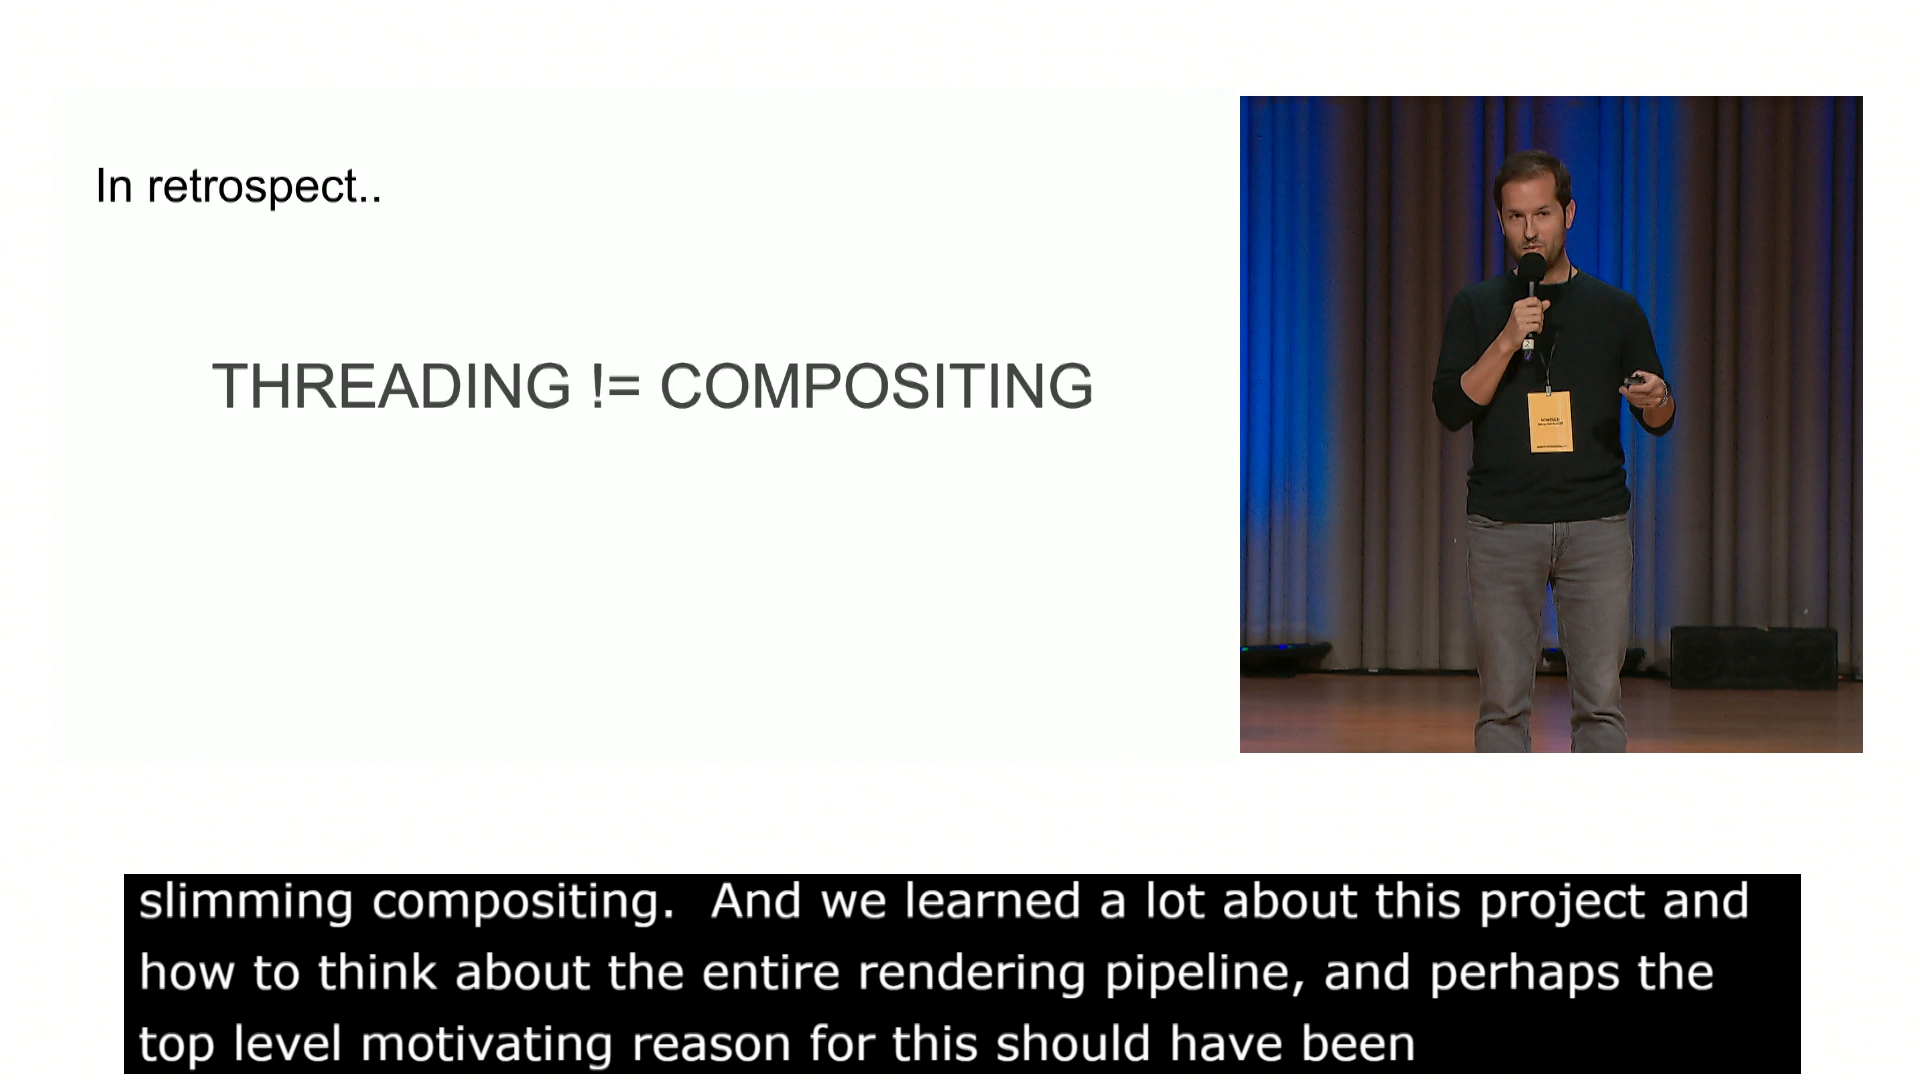 In retrospect..
THREADING != COMPOSITING
slimming compositing.  And we learned a lot about this project and
how to think about the entire rendering pipeline, and perhaps the
top level motivating reason for this should have been